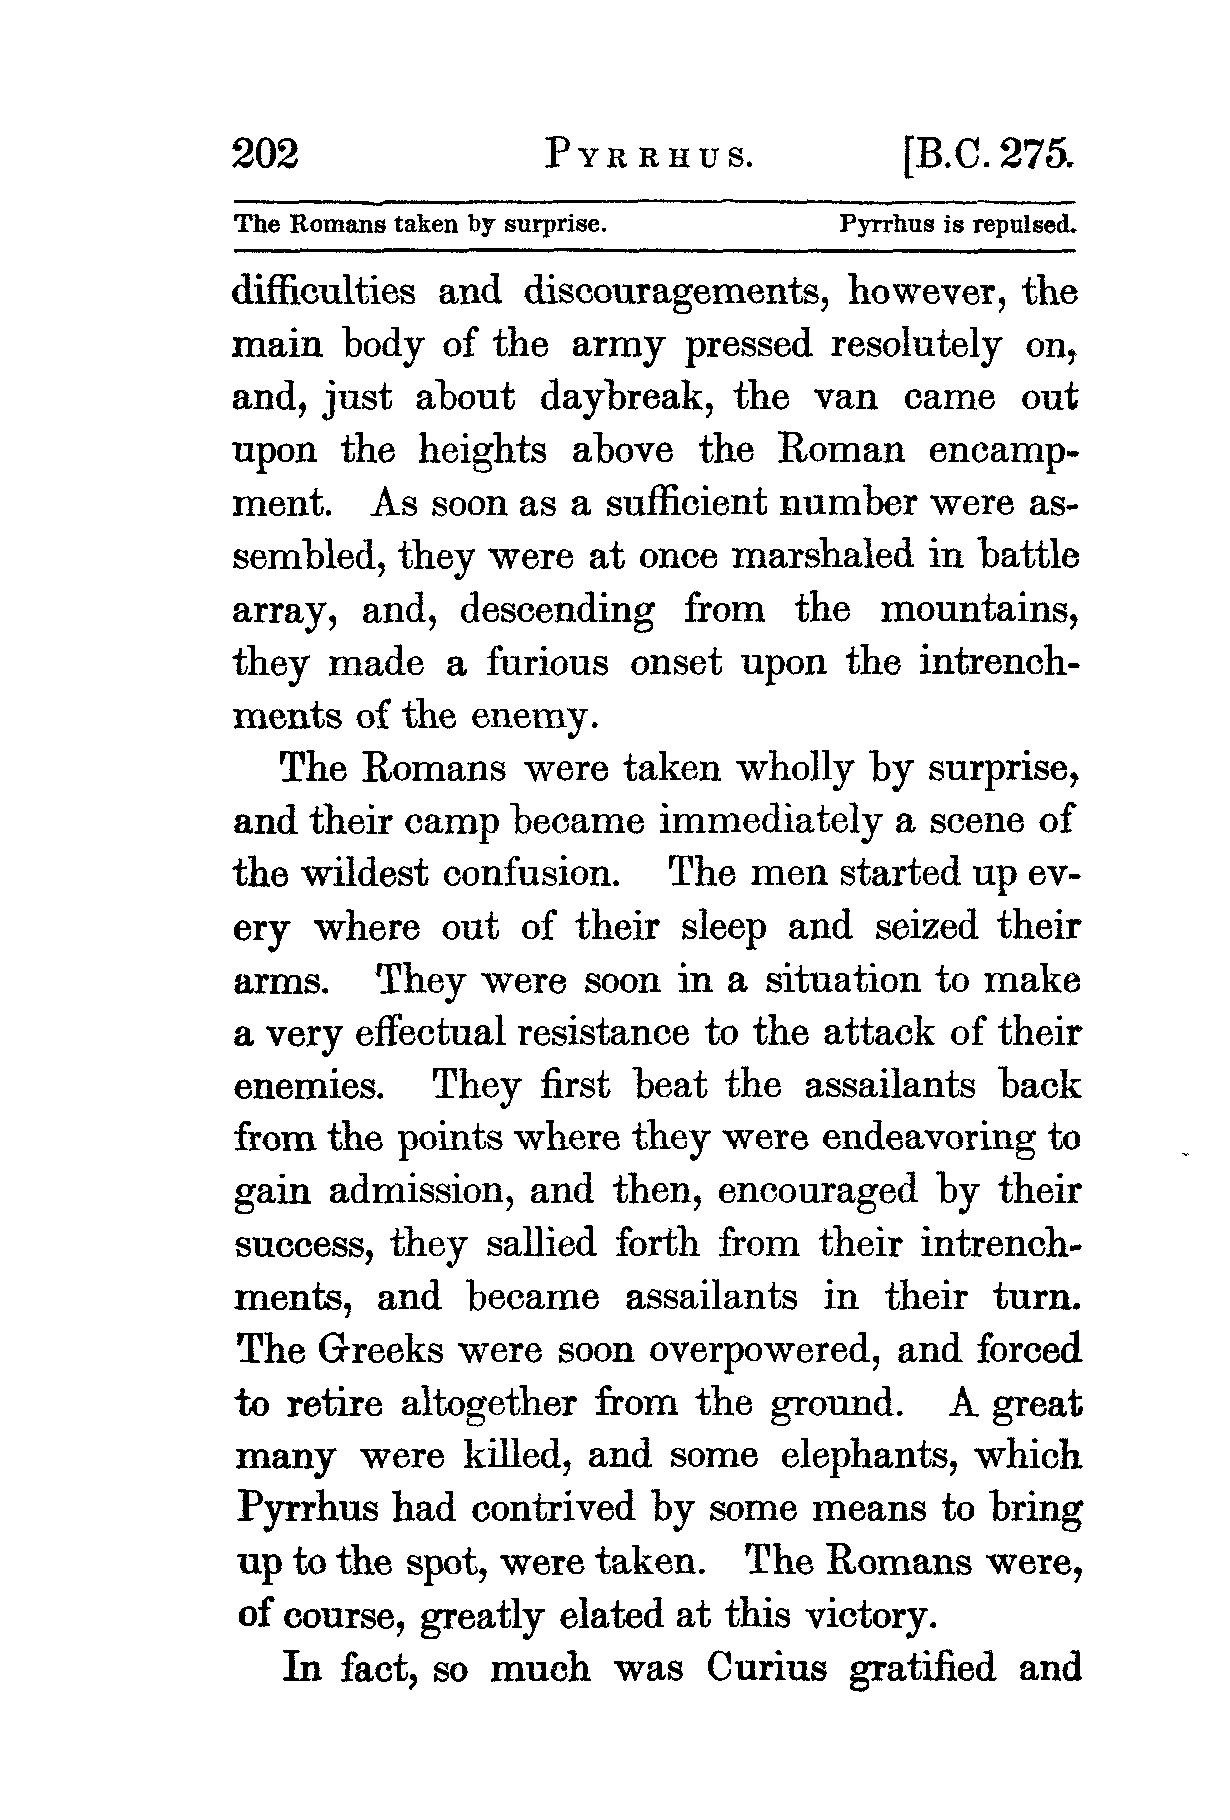 202 PYRRHUS. [B.C. 275.
The Romans taken by surprise. Pyrrhus is repulsed.
difficulties and discouragements, however, the
main body of the army pressed resolutely on,
and, just about daybreak, the van came out
upon the heights above the Roman encamp-
ment. As soon as a sufficient number were as-
sembled, they were at once marshaled in battle
array, and, descending from the mountains,
they made a furious onset upon the intrench-
ments of the enemy.
The Romans were taken wholly by surprise,
and their camp became immediately a scene of
the wildest confusion. The men started up ev-
ery where out of their sleep and seized their
arms. They were soon in a situation to make
a very effectual resistance to the attack of their
enemies. They first beat the assailants back
from the points where they were endeavoring to
gain admission, and then, encouraged by their
success, they sallied forth from their intrench-
ments, and became assailants in their turn.
The Greeks were soon overpowered, and forced
to retire altogether from the ground. A great
many were killed, and some elephants, which
Pyrrhus had contrived by some means to bring
up to the spot, were taken. The Romans were,
of course, greatly elated at this victory.
In fact, so much was Curius gratified and